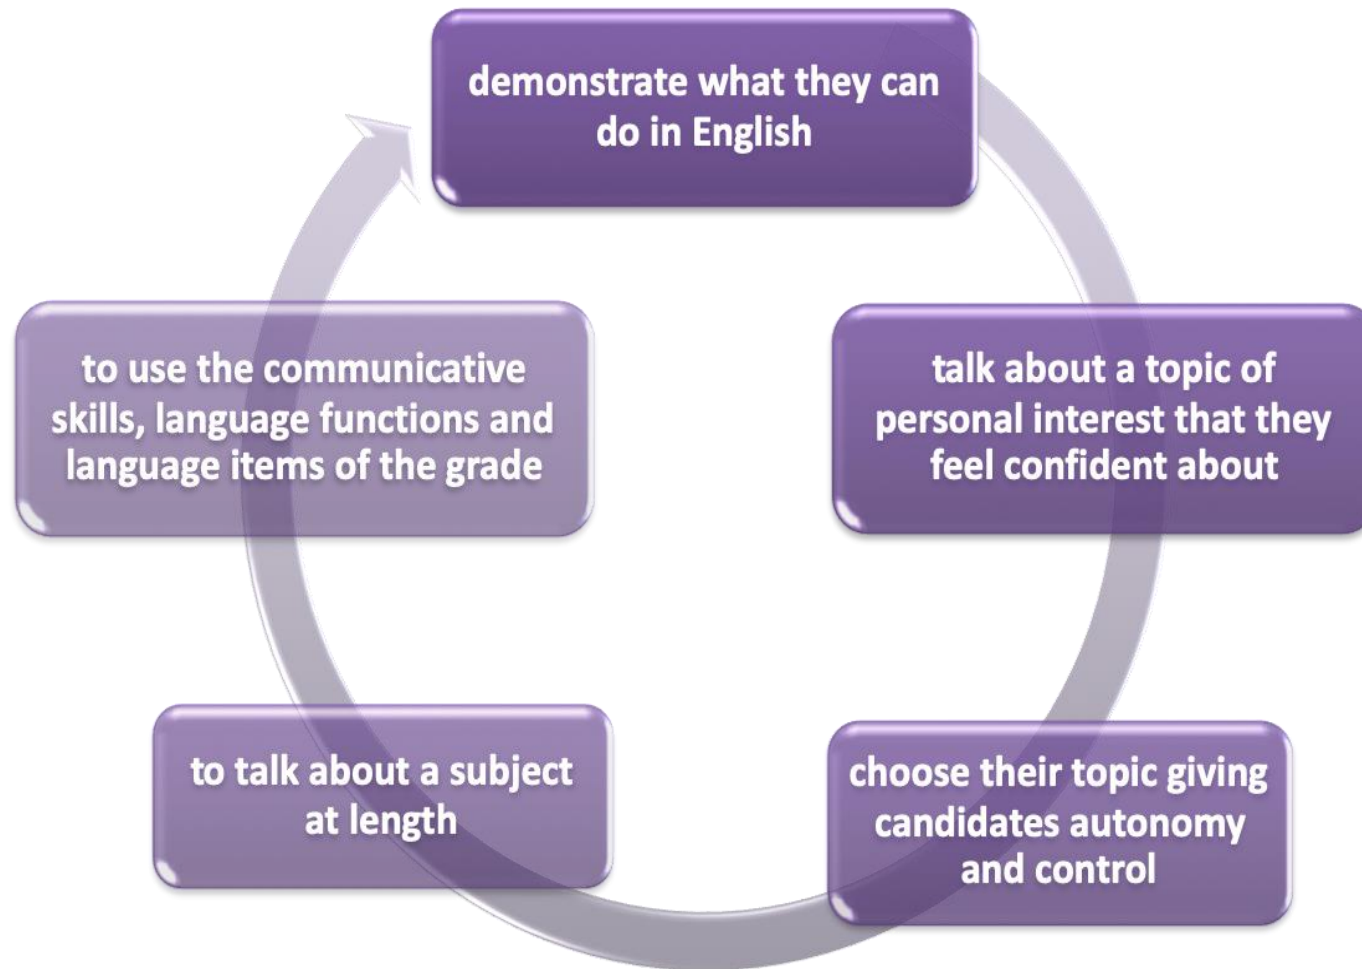 demonstrate what they can
do in English
talk about a topic of
personal interest that they
feel confident about
choose their topic giving
candidates autonomy
and control
to talk about a subject
at length
to use the communicative
skills, language functions and
language items of the grade